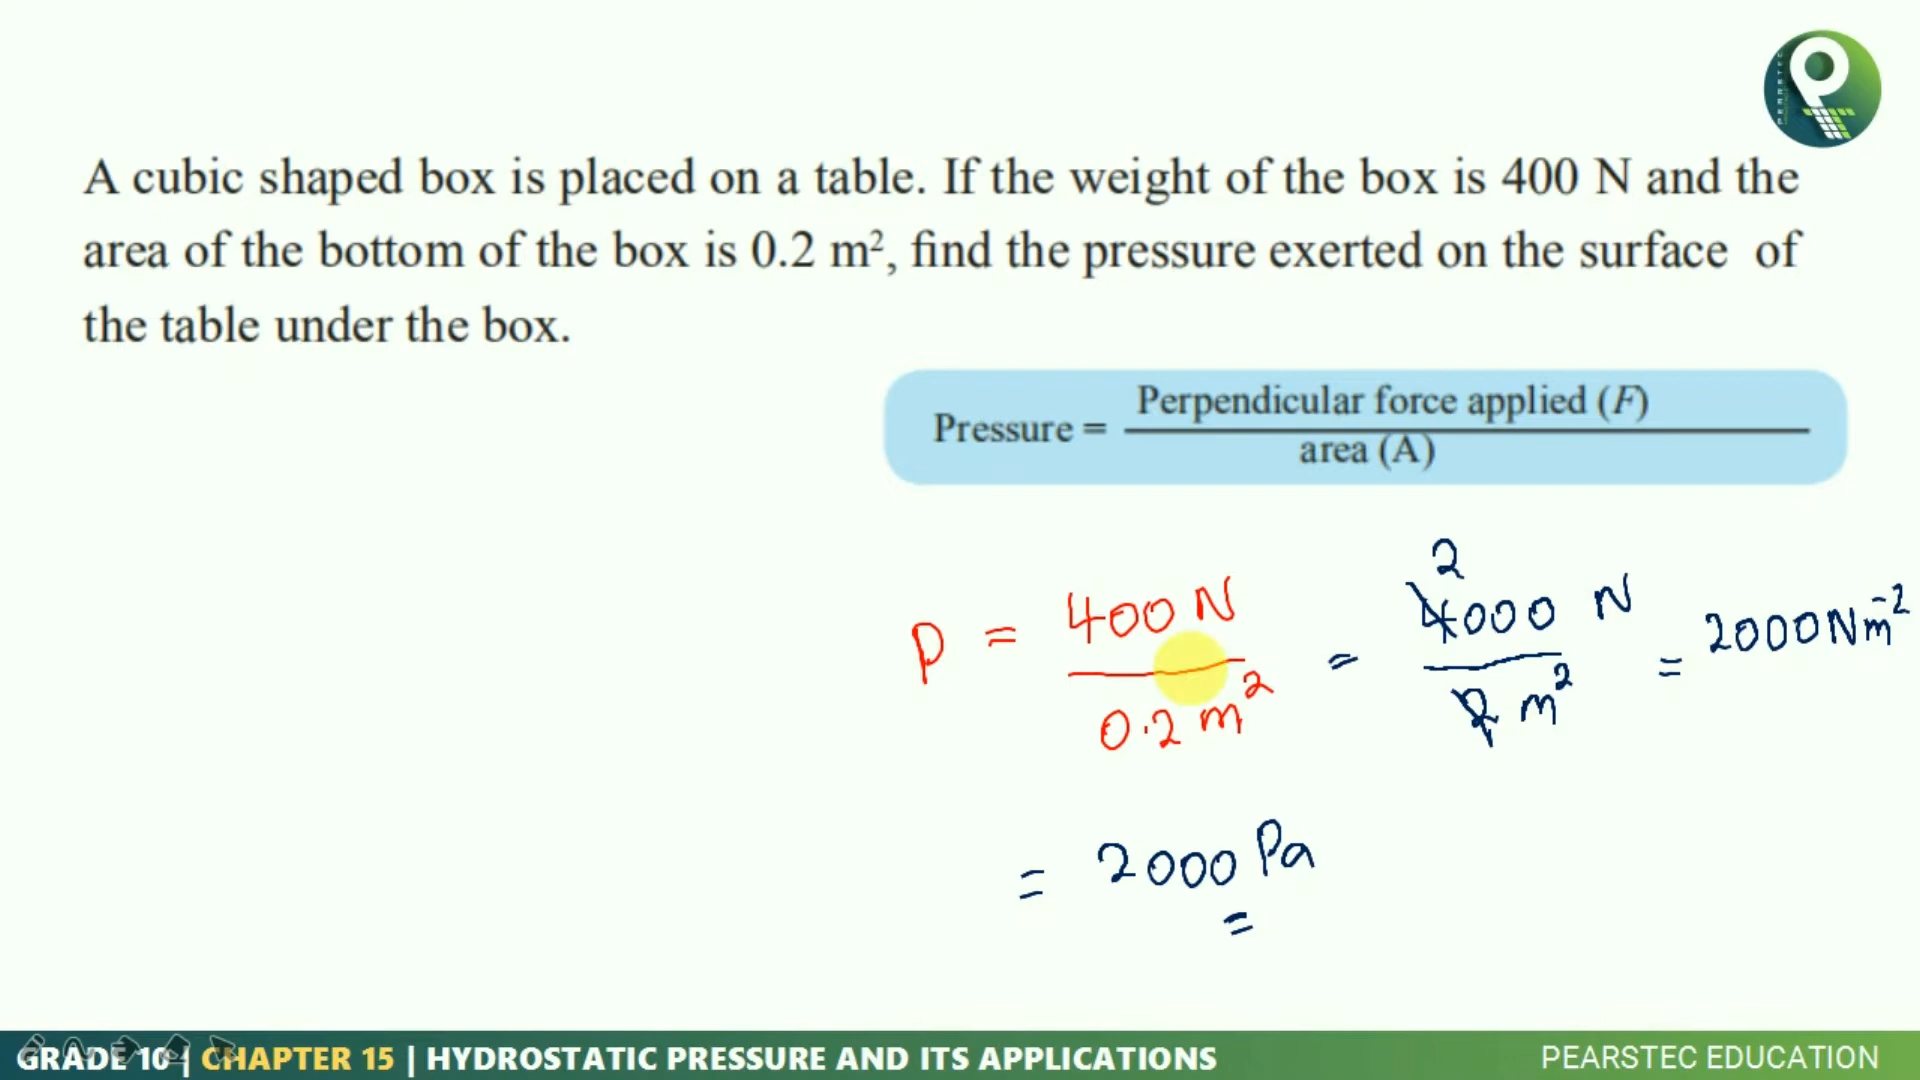 PEARSTEC
A cubic shaped box is placed on a table. If the weight of the box is 400 N and the
area of the bottom of the box is 0.2 m², find the pressure exerted on the surface of
the table under the box.
Pressure = Perpendicular force applied (F)
area (A)
P = 400 N / 0.2 m² = 4000 N / 2 m² = 2000 N m⁻²
2
1
= 2000 Pa
GRADE 10 | CHAPTER 15 | HYDROSTATIC PRESSURE AND ITS APPLICATIONS
PEARSTEC EDUCATION